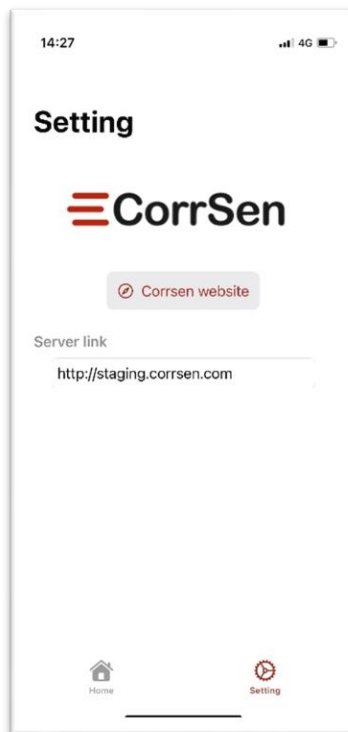 14:27
4G
Setting
CorrSen
Corrsen website
Server link
http://staging.corrsen.com
Home
Setting